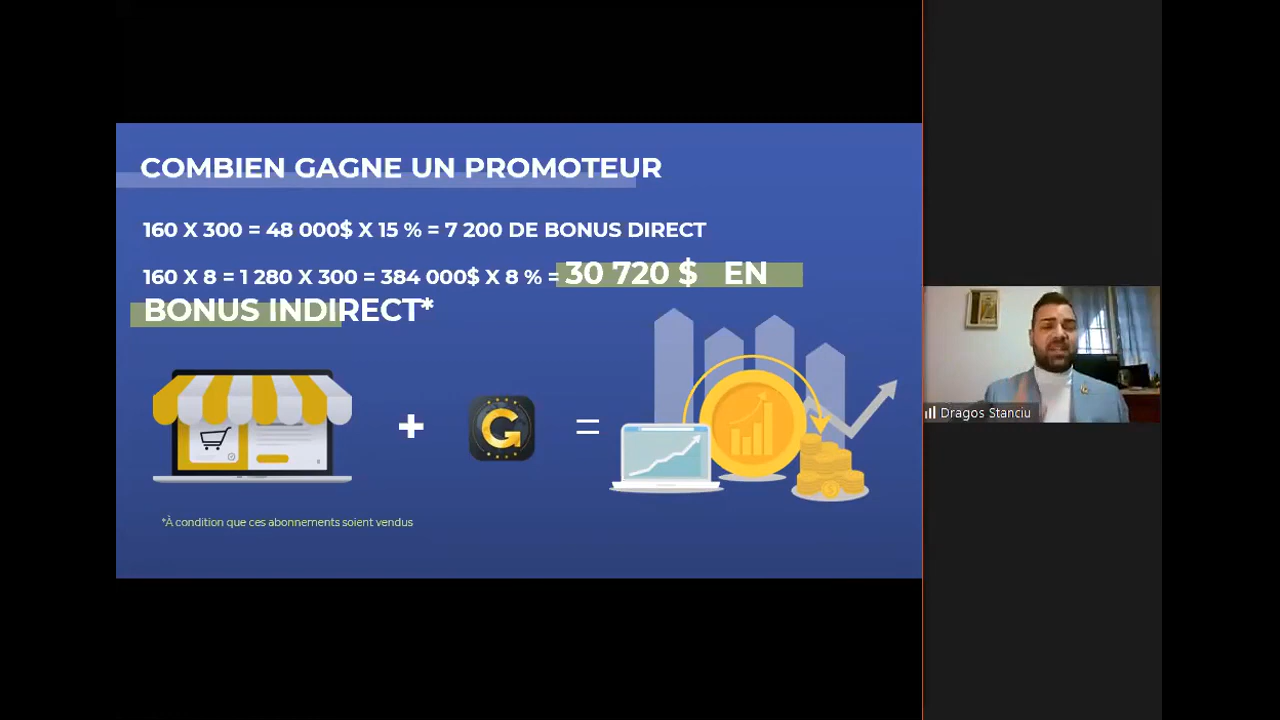 COMBIEN GAGNE UN PROMOTEUR
160 X 300 = 48 000$ X 15 % = 7 200 DE BONUS DIRECT
160 X 8 = 1 280 X 300 = 384 000$ X 8 % = 30 720 $ EN
BONUS INDIRECT*
G
*À condition que ces abonnements soient vendus
Dragos Stanciu